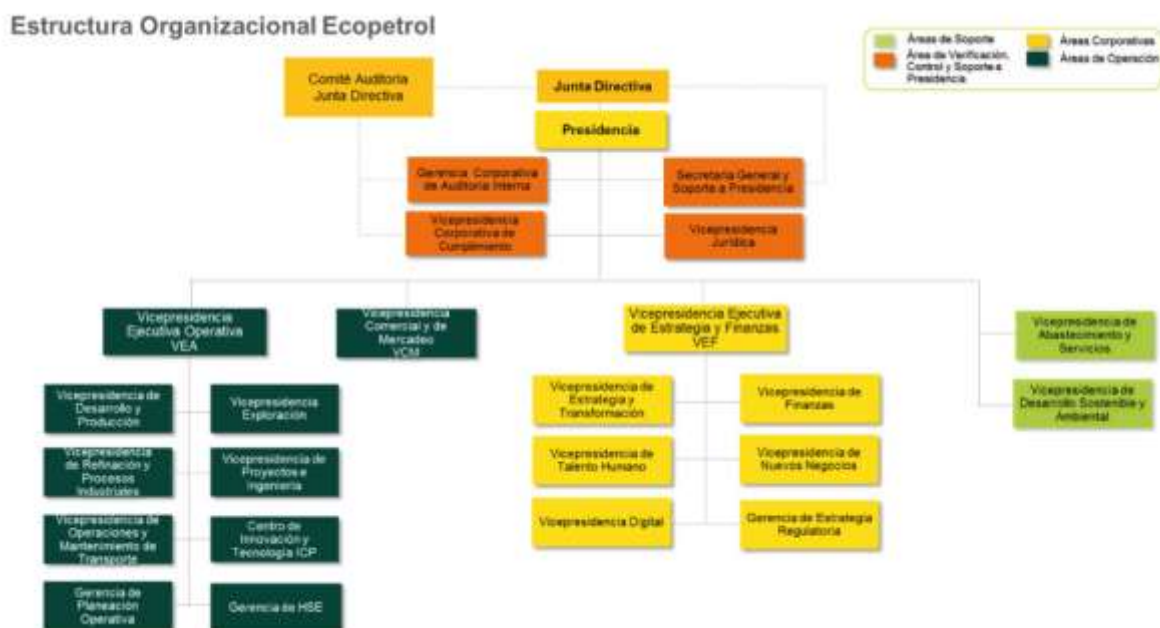 Estructura Organizacional Ecopetrol
Áreas de Soporte
Área de Verificación,
Control y Soporte a
Presidencia
Áreas Corporativas
Áreas de Operación
Comité Auditoria
Junta Directiva
Junta Directiva
Presidencia
Gerencia Corporativa
de Auditoria Interna
Secretaria General y
Soporte a Presidencia
Vicepresidencia
Corporativa de
Cumplimiento
Vicepresidencia
Jurídica
Vicepresidencia
Ejecutiva Operativa
VEA
Vicepresidencia
Comercial y de
Mercadeo
VCM
Vicepresidencia Ejecutiva
de Estrategia y Finanzas
VEF
Vicepresidencia de
Abastecimiento y
Servicios
Vicepresidencia de
Desarrollo Sostenible y
Ambiental
Vicepresidencia de
Desarrollo y
Producción
Vicepresidencia
Exploración
Vicepresidencia
de Refinación y
Procesos
Industriales
Vicepresidencia de
Proyectos e
Ingeniería
Vicepresidencia de
Operaciones y
Mantenimiento de
Transporte
Centro de
Innovación y
Tecnología ICP
Gerencia de
Planeación
Operativa
Gerencia de HSE
Vicepresidencia de
Estrategia y
Transformación
Vicepresidencia de
Finanzas
Vicepresidencia de
Talento Humano
Vicepresidencia de
Nuevos Negocios
Vicepresidencia Digital
Gerencia de Estrategia
Regulatoria